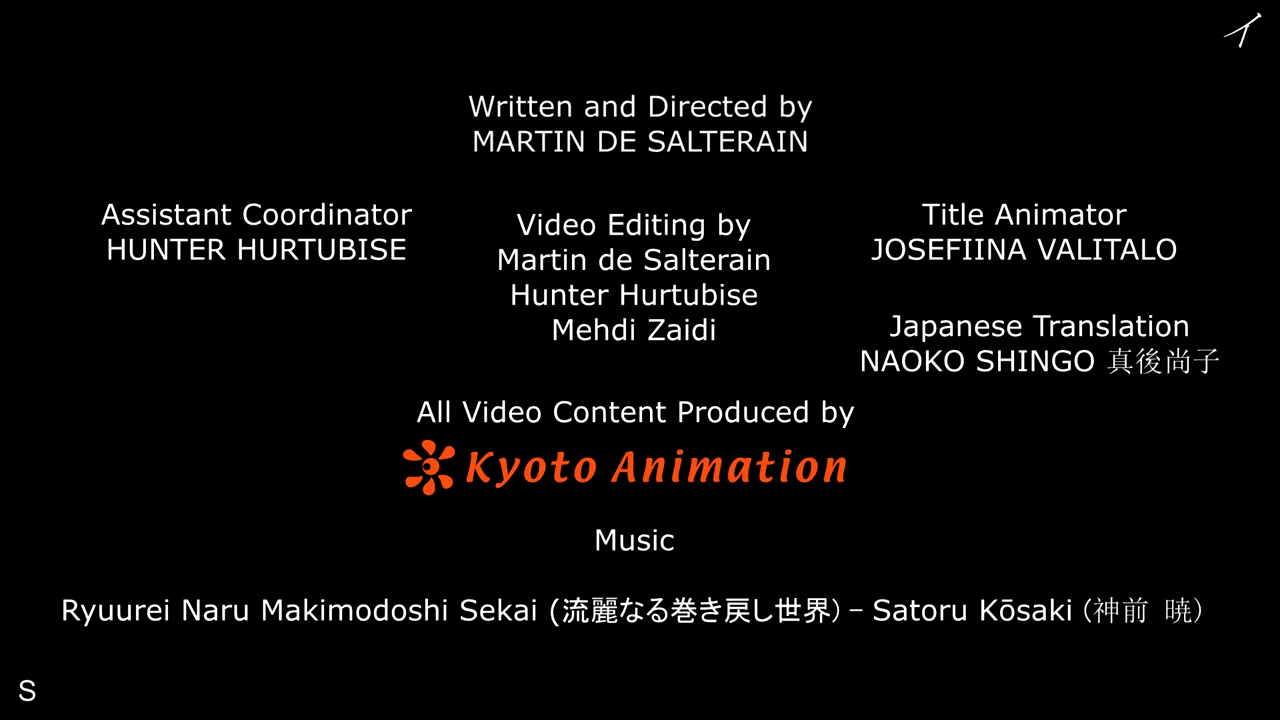 イ
Written and Directed by
MARTIN DE SALTERAIN
Assistant Coordinator
HUNTER HURTUBISE
Video Editing by
Martin de Salterain
Hunter Hurtubise
Mehdi Zaidi
Title Animator
JOSEFIINA VALITALO
Japanese Translation
NAOKO SHINGO 真後尚子
All Video Content Produced by
Kyoto Animation
Music
Ryuurei Naru Makimodoshi Sekai (流麗なる巻き戻し世界) – Satoru Kōsaki (神前 暁)
S